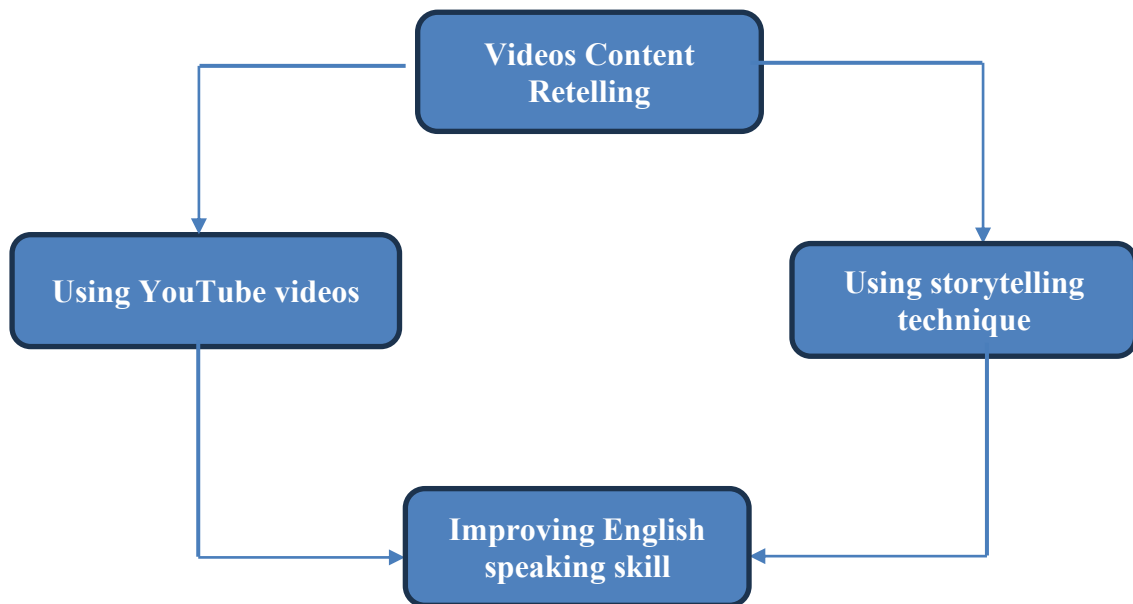 Videos Content
Retelling
Using YouTube videos
Using storytelling
technique
Improving English
speaking skill